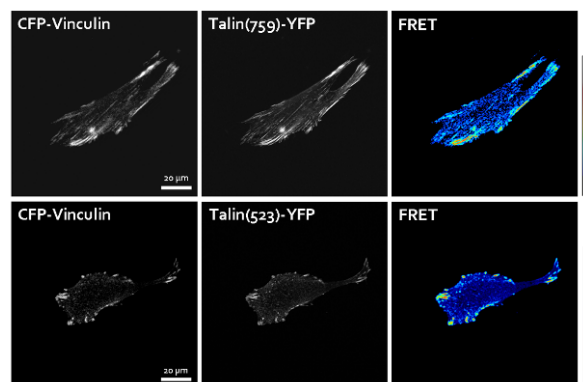 CFP-Vinculin
Talin(759)-YFP
FRET
20 µm
CFP-Vinculin
Talin(523)-YFP
FRET
20 µm